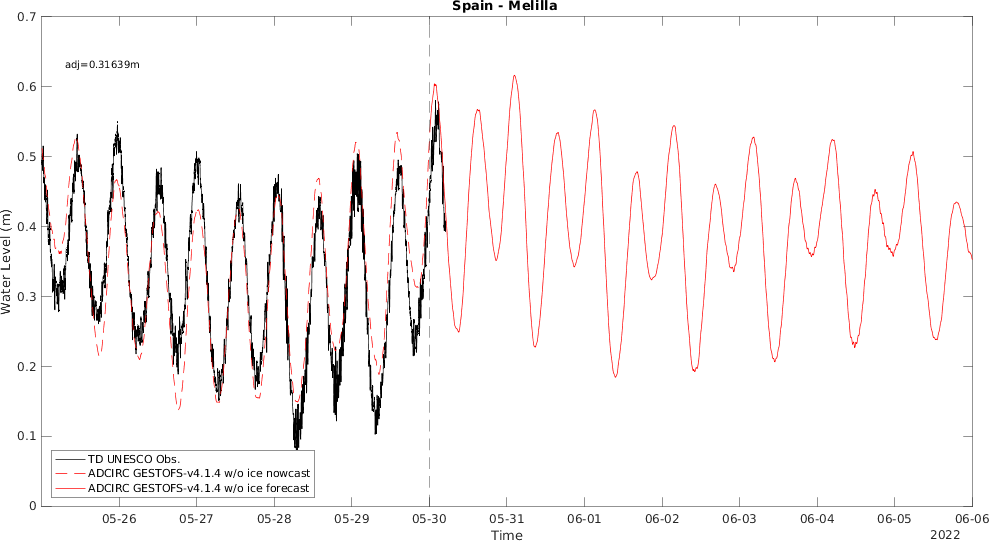 Spain - Melilla
adj=0.31639m
Water Level (m)
0.7
0.6
0.5
0.4
0.3
0.2
0.1
0
TD UNESCO Obs.
ADCIRC GESTOFS-v4.1.4 w/o ice nowcast
ADCIRC GESTOFS-v4.1.4 w/o ice forecast
05-26 05-27 05-28 05-29 05-30 05-31 06-01 06-02 06-03 06-04 06-05 06-06
Time
2022